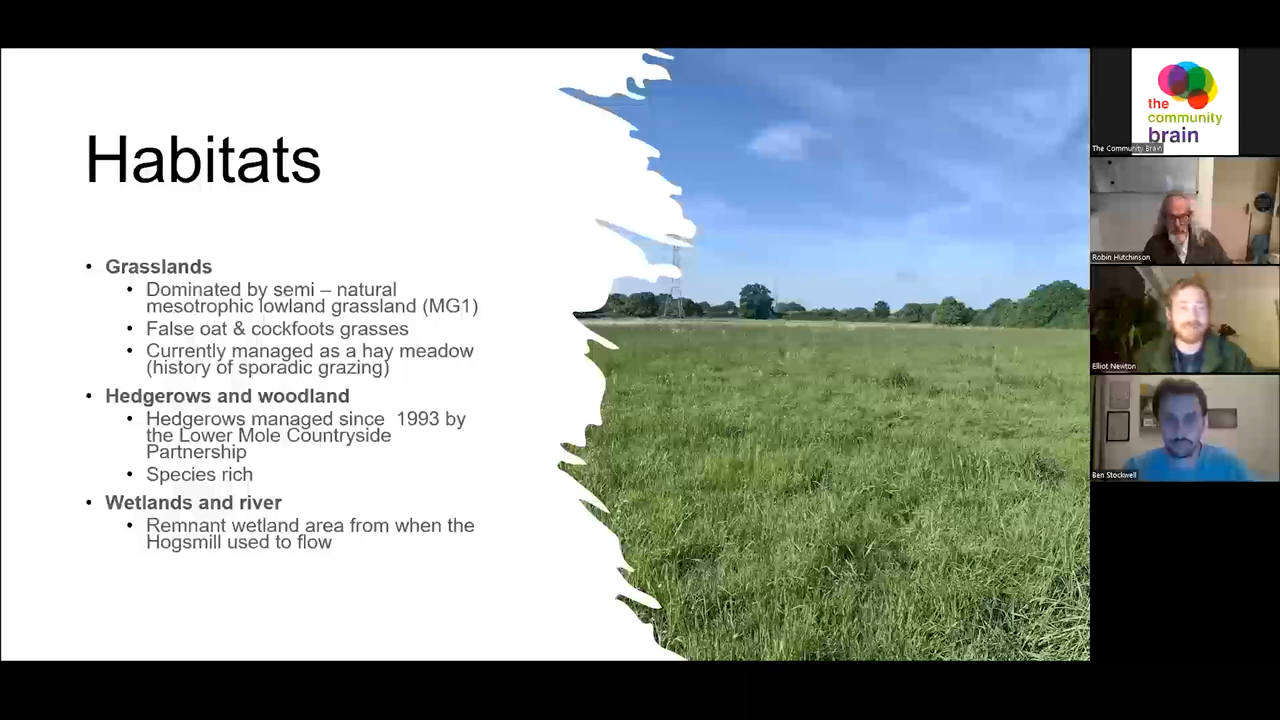 Habitats
• Grasslands
• Dominated by semi – natural
mesotrophic lowland grassland (MG1)
• False oat & cockfoots grasses
• Currently managed as a hay meadow
(history of sporadic grazing)
• Hedgerows and woodland
• Hedgerows managed since 1993 by
the Lower Mole Countryside
Partnership
• Species rich
• Wetlands and river
• Remnant wetland area from when the
Hogsmill used to flow
the
community
brain
The Community Brain
Robin Hutchinson
Elliot Newton
Ben Stockwell